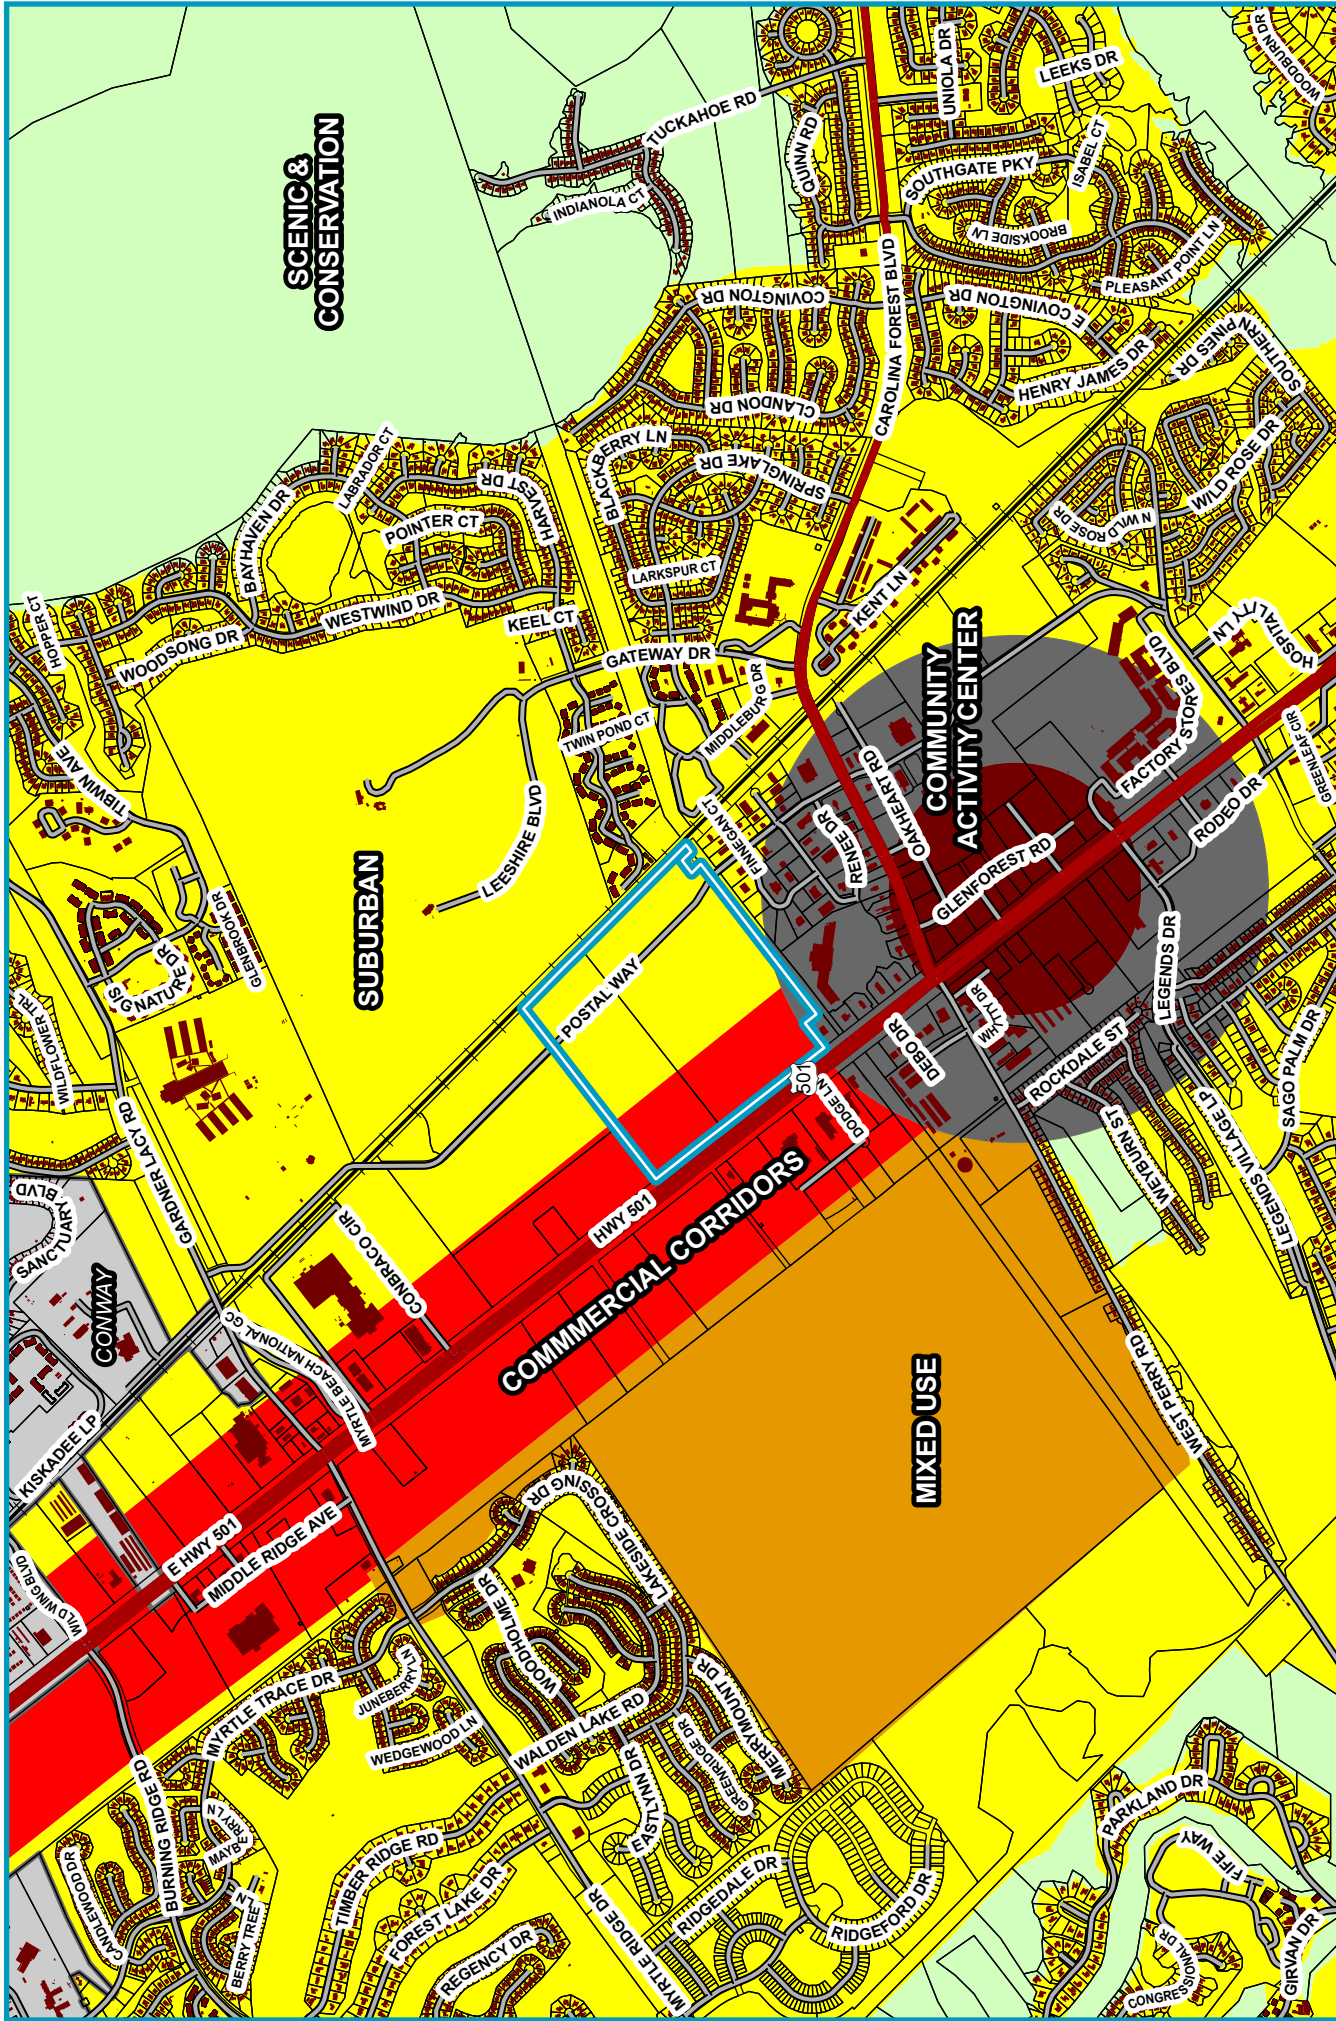 WOODBURN DR
LEEKS DR
UNIOLA DR
TUCKAHOE RD
QUINN RD
SCENIC &
CONSERVATION
ISABEL CT
SOUTHGATE PKY
INDIANOLA CT
BROOKSIDE LN
PLEASANT POINT LN
COVINGTON DR
E COVINGTON DR
CAROLINA FOREST BLVD
SOUTHERN PINES DR
HENRY JAMES DR
CLANDON DR
BLACKBERRY LN
SPRINGLAKE DR
LABRADOR CT
HARVEST DR
WILD ROSE DR
N WILD ROSE DR
BAYHAVEN DR
POINTER CT
LARKSPUR CT
KENT LN
WESTWIND DR
KEEL CT
HOPPER CT
WOODSONG DR
GATEWAY DR
HOSPITALITY LN
COMMUNITY
ACTIVITY CENTER
MIDDLEBURG DR
TWIN POND CT
FACTORY STORES BLVD
TIBWIN AVE
OAKHEART RD
GREENLEAF CIR
RODEO DR
LEESHIRE BLVD
FINNEGAN CT
RENEE DR
GLENFOREST RD
SUBURBAN
GLENBROOK DR
SIGNATURE DR
POSTAL WAY
LEGENDS DR
WHITTY DR
DEBO DR
WILDFLOWER TRL
501
ROCKDALE ST
SAGO PALM DR
DODGE LN
GARDNER LACY RD
WEYBURN ST
LEGENDS VILLAGE LP
SANCTUARY BLVD
HWY 501
COMMMERCIAL CORRIDORS
CONBRACO CIR
CONWAY
MYRTLE BEACH NATIONAL GC
WEST PERRY RD
MIXED USE
KISKADEE LP
E HWY 501
MIDDLE RIDGE AVE
LAKESIDE CROSSING DR
WILD WING BLVD
WOODHOLME DR
MYRTLE TRACE DR
JUNEBERRY LN
WEDGEWOOD LN
WALDEN LAKE RD
MERRYMOUNT DR
GREENRIDGE DR
EASTLYNN DR
BURNING RIDGE RD
MAYBERRY LN
CANDLEWOOD DR
BERRY TREE LN
TIMBER RIDGE RD
FOREST LAKE DR
REGENCY DR
MYRTLE RIDGE DR
RIDGEDALE DR
RIDGEFORD DR
PARKLAND DR
FIFE WAY
CONGRESSIONAL DR
GIRVAN DR